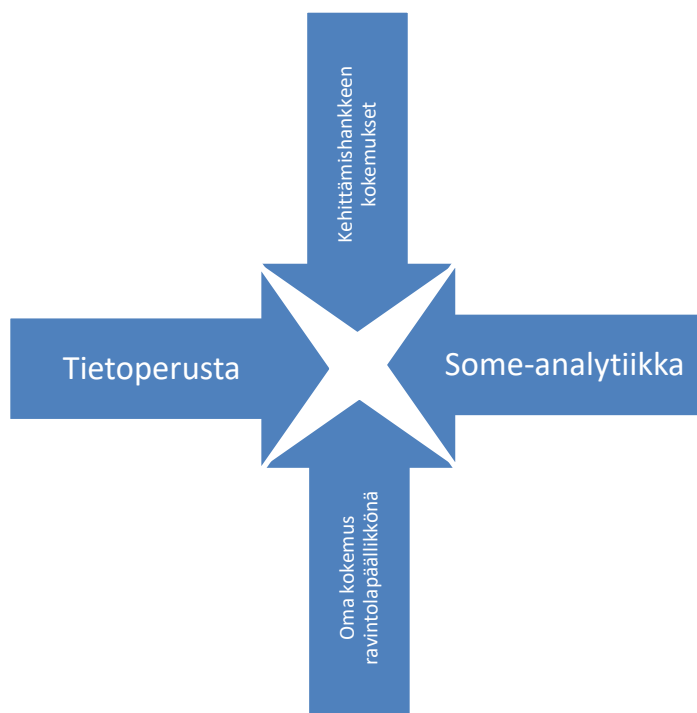 Kehittämishankkeen
kokemukset
Tietoperusta
Some-analytiikka
Oma kokemus
ravintolapäällikkönä